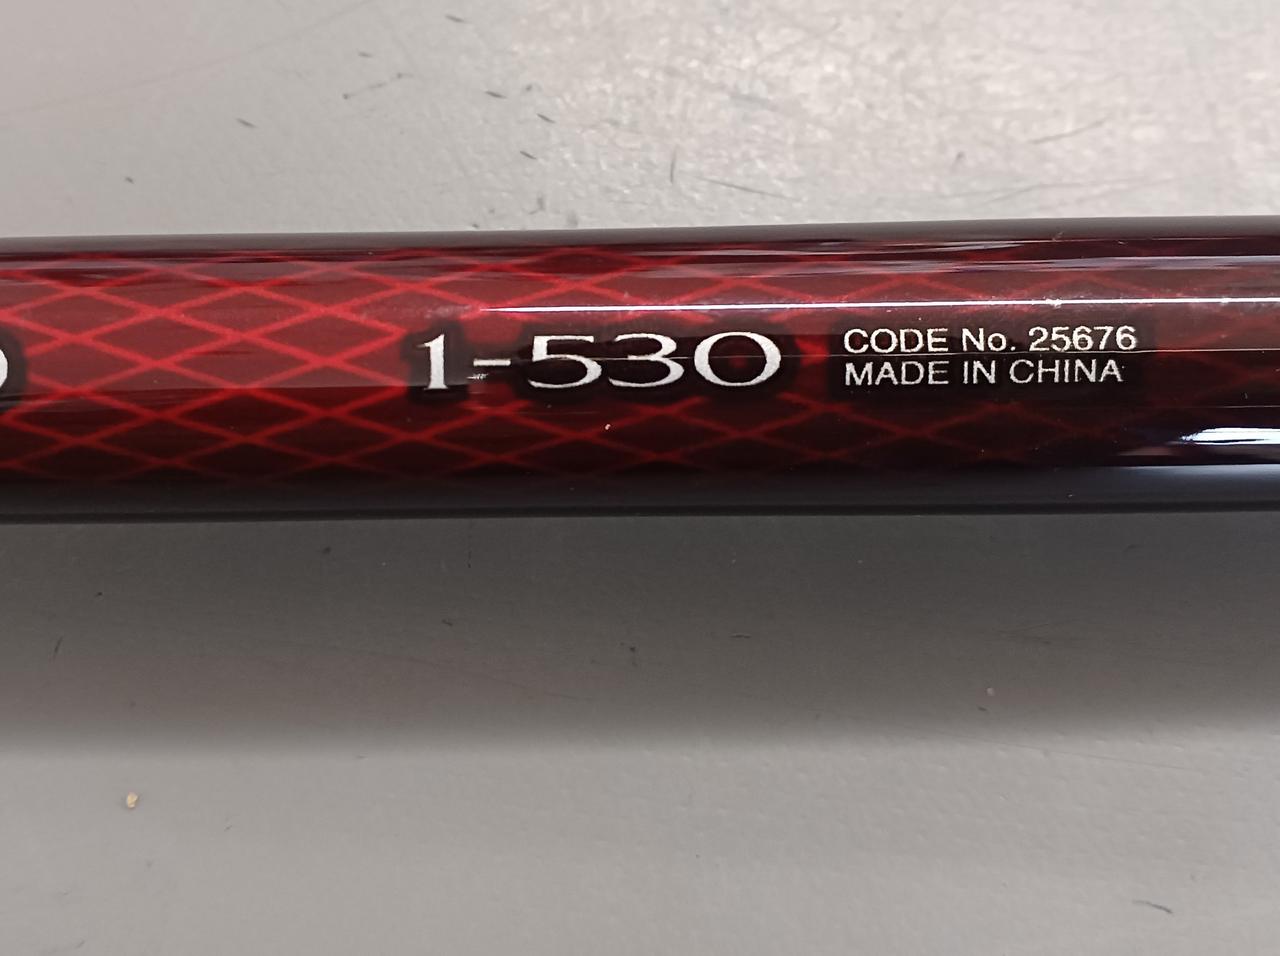 1-530
CODE No. 25676
MADE IN CHINA